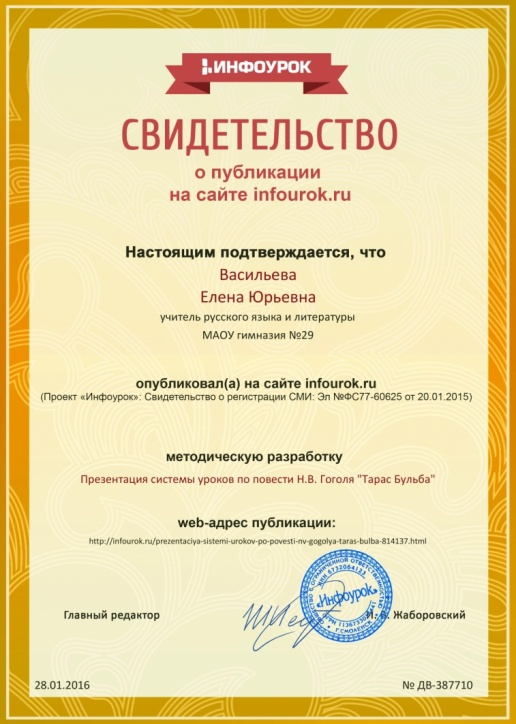 ИНФОУРОК
СВИДЕТЕЛЬСТВО
о публикации
на сайте infourok.ru
Настоящим подтверждается, что
Васильева
Елена Юрьевна
учитель русского языка и литературы
МАОУ гимназия №29
опубликовал(а) на сайте infourok.ru
(Проект «Инфоурок»: Свидетельство о регистрации СМИ: Эл №ФС77-60625 от 20.01.2015)
методическую разработку
Презентация системы уроков по повести Н.В. Гоголя "Тарас Бульба"
web-адрес публикации:
http://infourok.ru/prezentaciya-sistemi-urokov-po-povesti-nv-gogolya-taras-bulba-814137.html
«Инфоурок»
Г.СМОЛЕНСК
Главный редактор
И. В. Жаборовский
28.01.2016
№ ДВ-387710